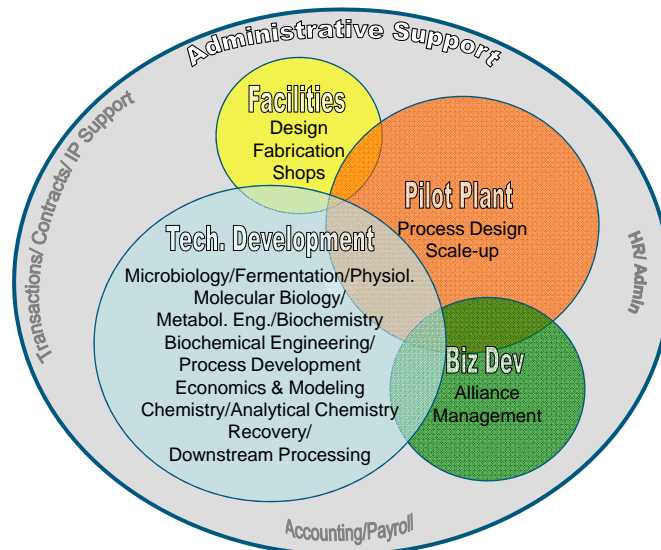 Administrative Support
Transactions/ Contracts/ IP Support
Facilities
Design
Fabrication
Shops
Pilot Plant
Process Design
Scale-up
HR/ Admin
Tech. Development
Microbiology/Fermentation/Physiol.
Molecular Biology/
Metabol. Eng./Biochemistry
Biochemical Engineering/
Process Development
Economics & Modeling
Chemistry/Analytical Chemistry
Recovery/
Downstream Processing
Biz Dev
Alliance
Management
Accounting/Payroll